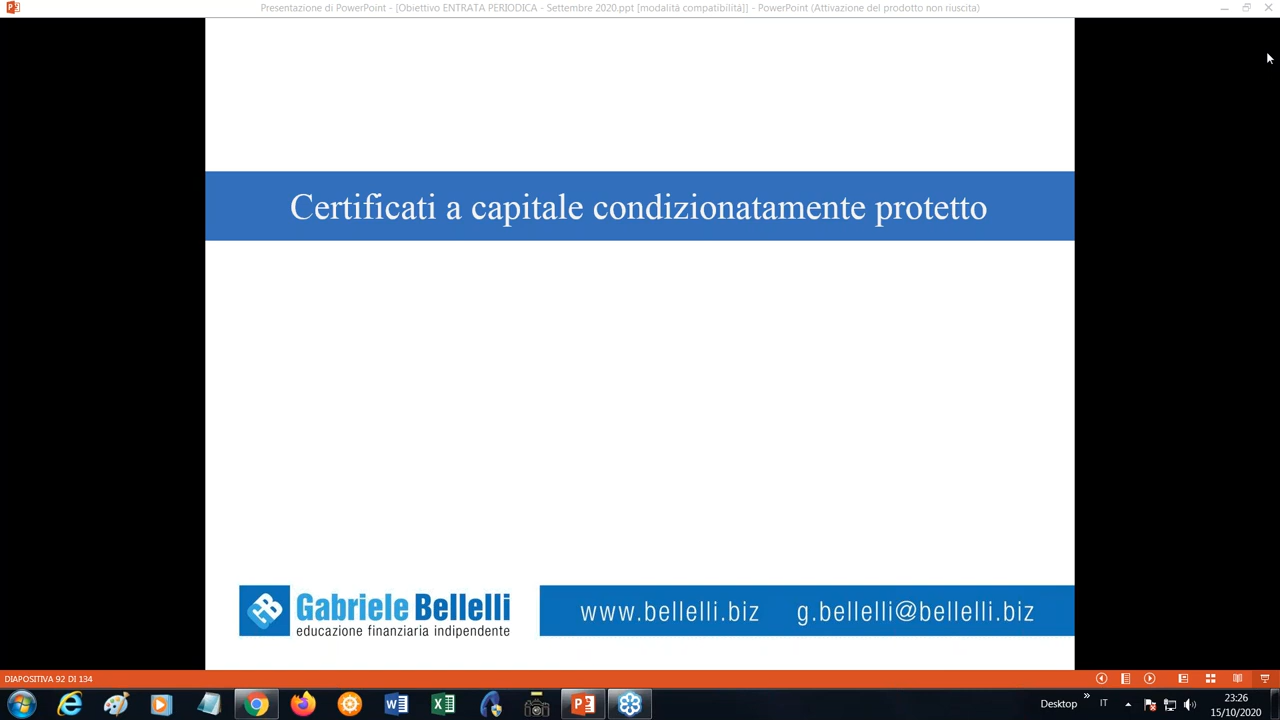 Presentazione di PowerPoint - [Obiettivo ENTRATA PERIODICA - Settembre 2020.ppt [modalità compatibilità]] - PowerPoint (Attivazione del prodotto non riuscita)
Certificati a capitale condizionatamente protetto
Gabriele Bellelli
educazione finanziaria indipendente
www.bellelli.biz g.bellelli@bellelli.biz
DIAPOSITIVA 92 DI 134
Desktop
IT
23:26
15/10/2020